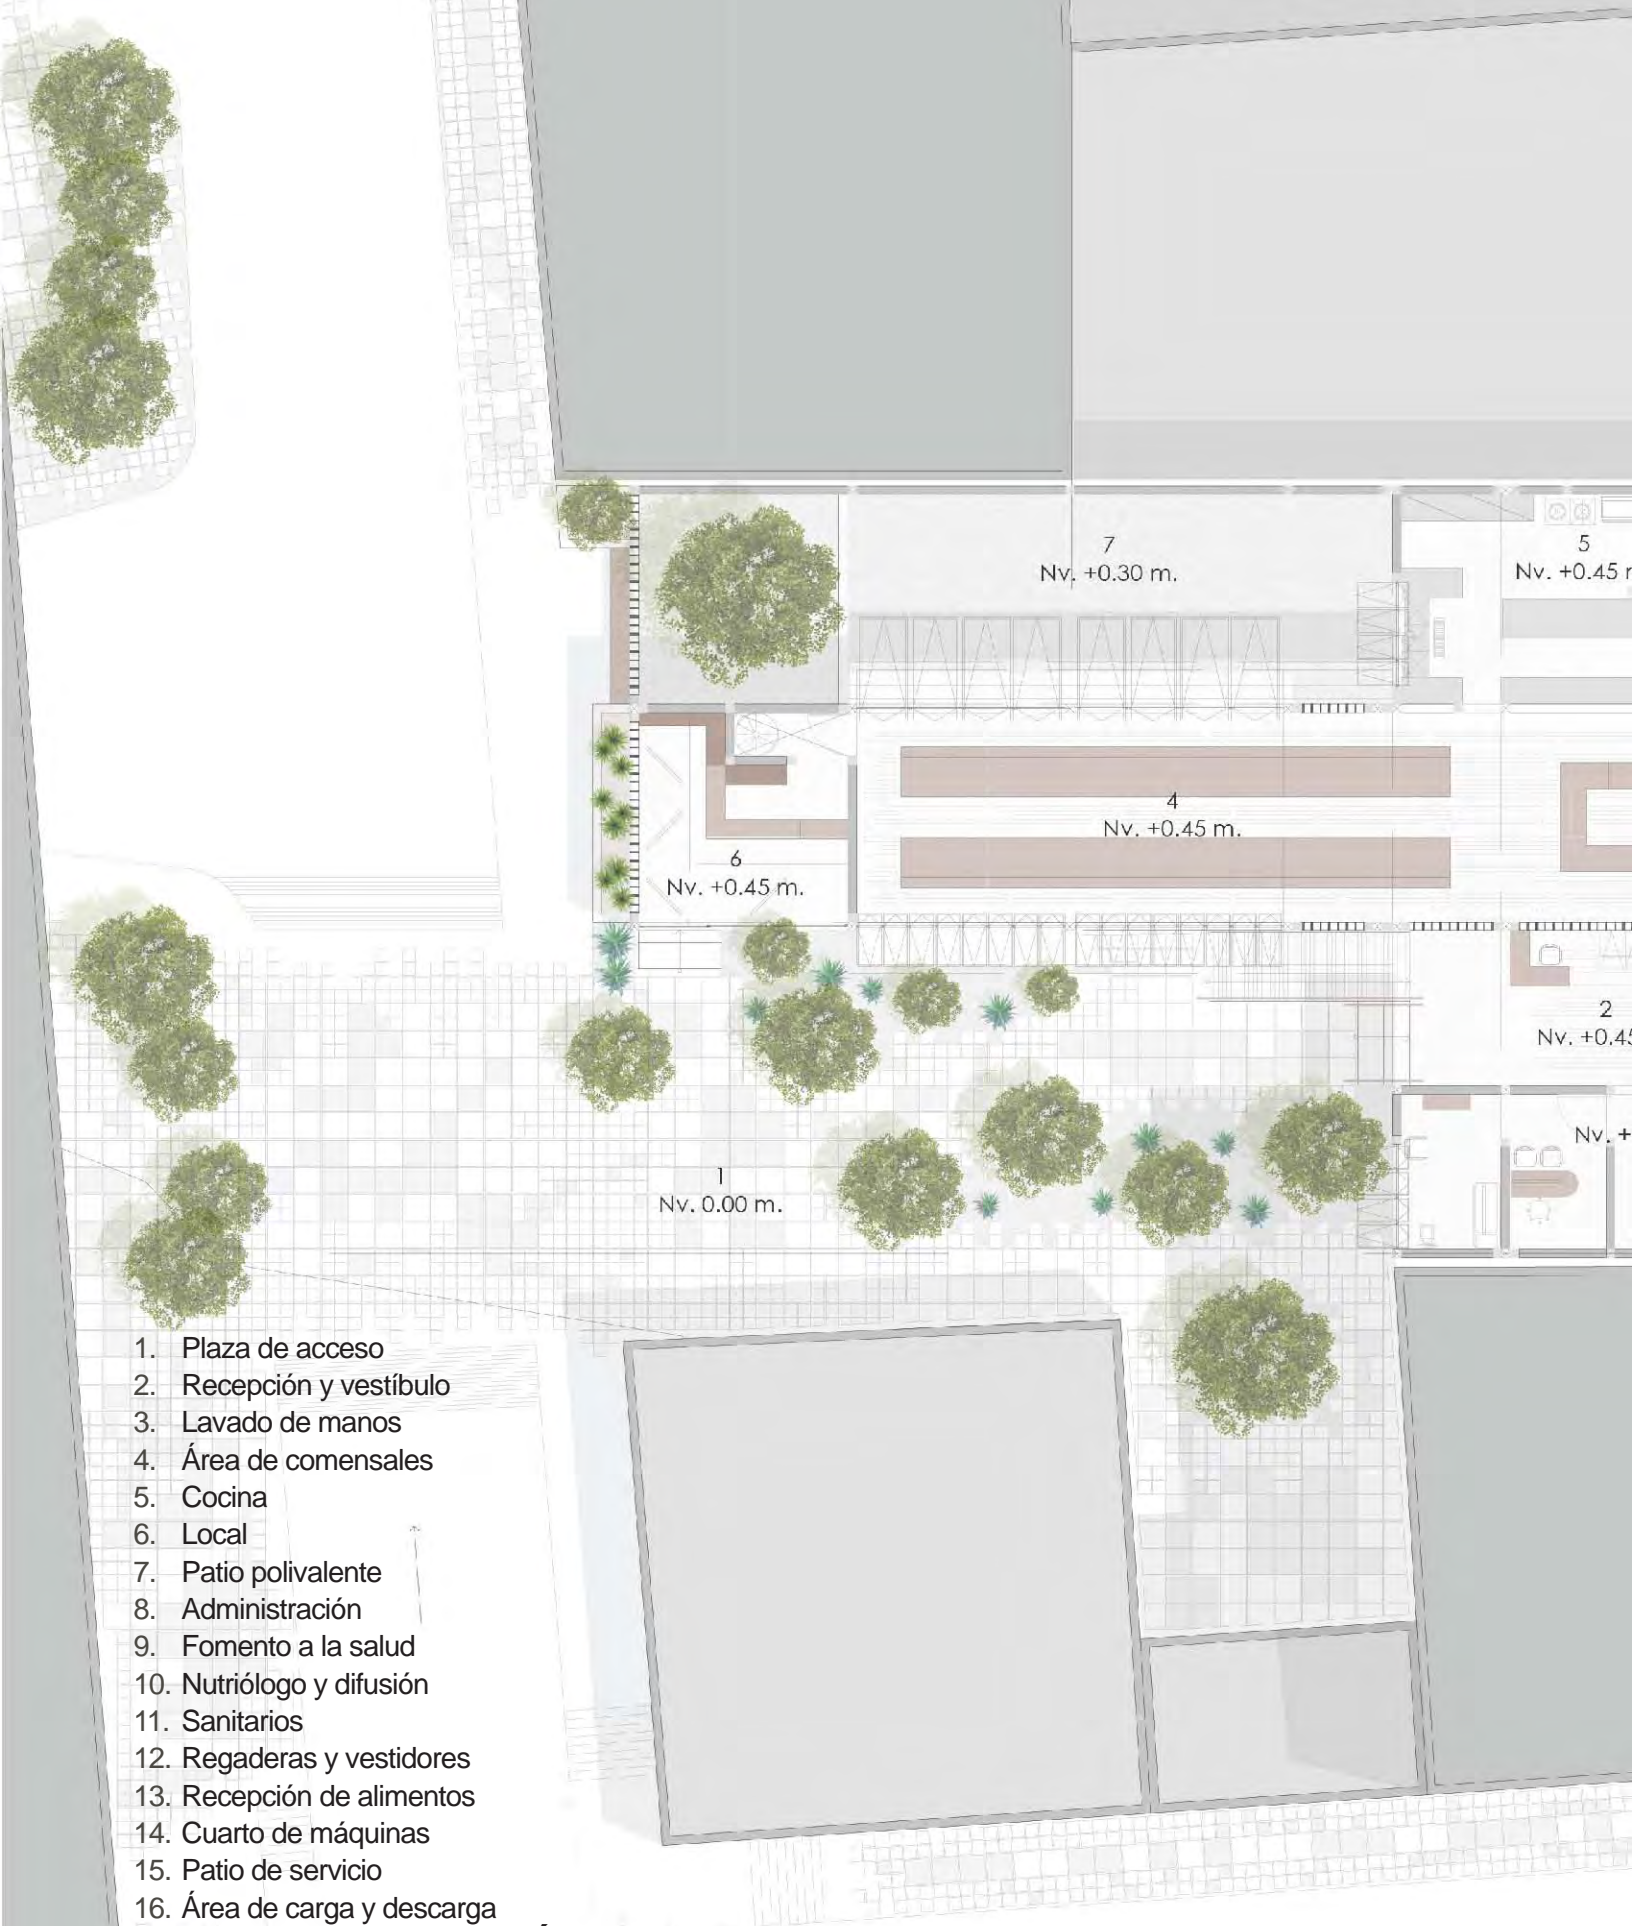 7
Nv. +0.30 m.
5
Nv. +0.45
4
Nv. +0.45 m.
6
Nv. +0.45 m.
2
Nv. +0.45
Nv. +
1
Nv. 0.00 m.
1. Plaza de acceso
2. Recepción y vestíbulo
3. Lavado de manos
4. Área de comensales
5. Cocina
6. Local
7. Patio polivalente
8. Administración
9. Fomento a la salud
10. Nutriólogo y difusión
11. Sanitarios
12. Regaderas y vestidores
13. Recepción de alimentos
14. Cuarto de máquinas
15. Patio de servicio
16. Área de carga y descarga